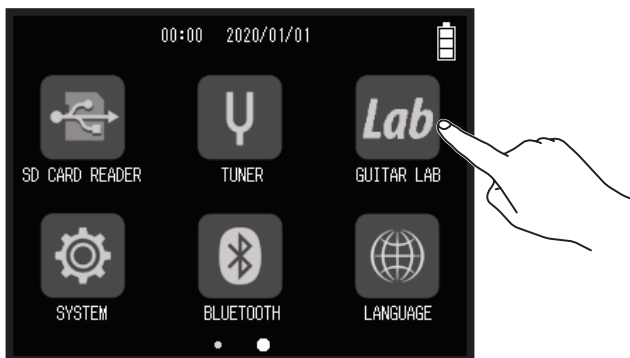 00:00 2020/01/01
Lab
SD CARD READER TUNER GUITAR LAB
SYSTEM BLUETOOTH LANGUAGE